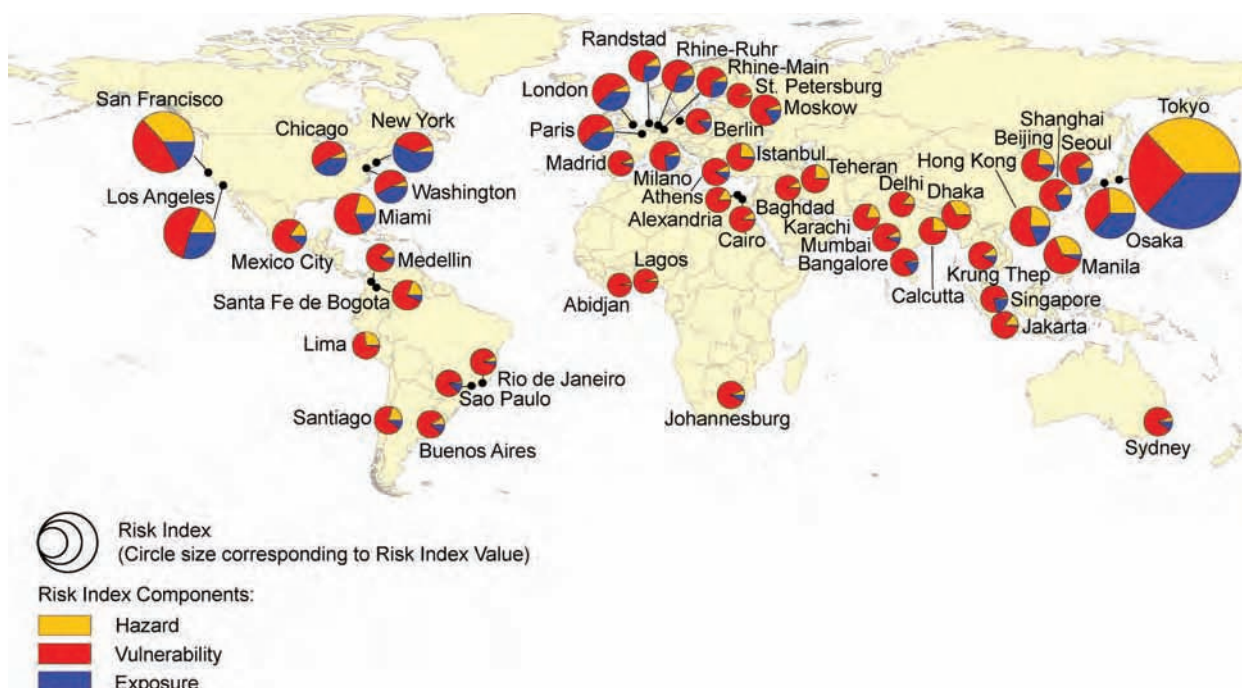 Randstad
Rhine-Ruhr
Rhine-Main
St. Petersburg
Moskow
London
Paris
Berlin
San Francisco
Chicago
New York
Washington
Los Angeles
Miami
Mexico City
Medellin
Santa Fe de Bogota
Lima
Rio de Janeiro
Sao Paulo
Santiago
Buenos Aires
Madrid
Milano
Istanbul
Athens
Teheran
Alexandria
Baghdad
Cairo
Lagos
Abidjan
Johannesburg
Karachi
Delhi
Dhaka
Mumbai
Bangalore
Calcutta
Tokyo
Shanghai
Beijing
Seoul
Hong Kong
Osaka
Manila
Krung Thep
Singapore
Jakarta
Sydney
Risk Index
(Circle size corresponding to Risk Index Value)
Risk Index Components:
Hazard
Vulnerability
Exposure